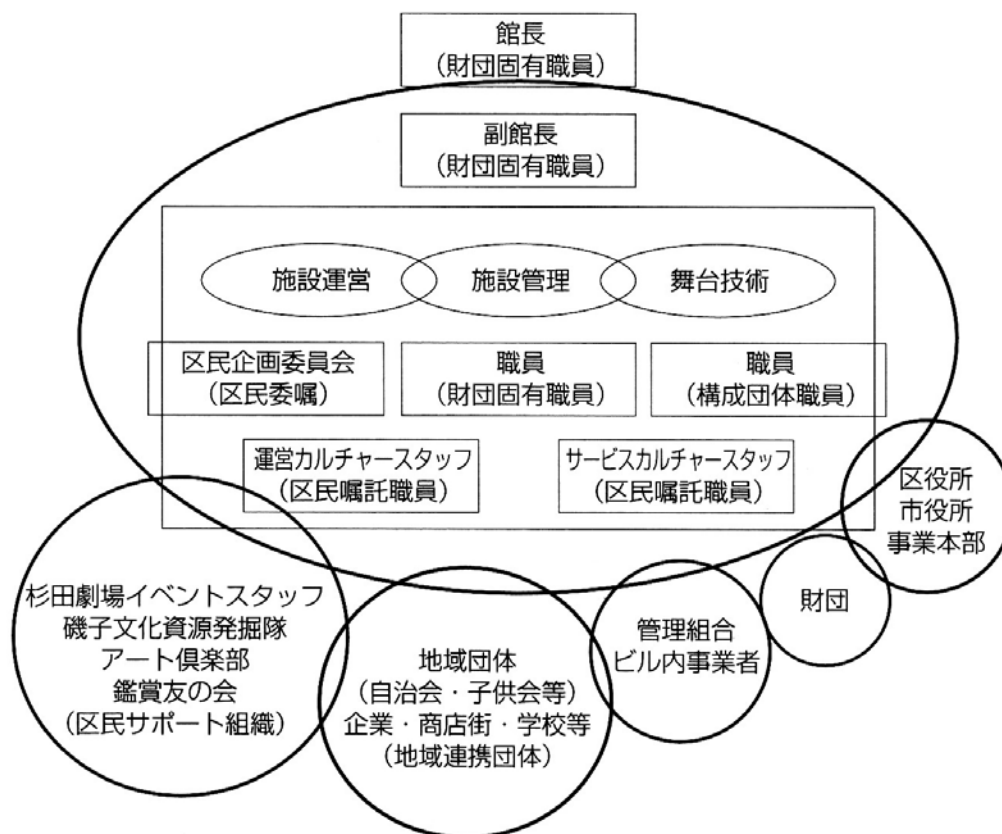 館長
（財団固有職員）
副館長
（財団固有職員）
施設運営
施設管理
舞台技術
区民企画委員会
（区民委嘱）
職員
（財団固有職員）
職員
（構成団体職員）
運営カルチャースタッフ
（区民嘱託職員）
サービスカルチャースタッフ
（区民嘱託職員）
区役所
市役所
事業本部
財団
管理組合
ビル内事業者
杉田劇場イベントスタッフ
磯子文化資源発掘隊
アート倶楽部
鑑賞友の会
（区民サポート組織）
地域団体
（自治会・子供会等）
企業・商店街・学校等
（地域連携団体）